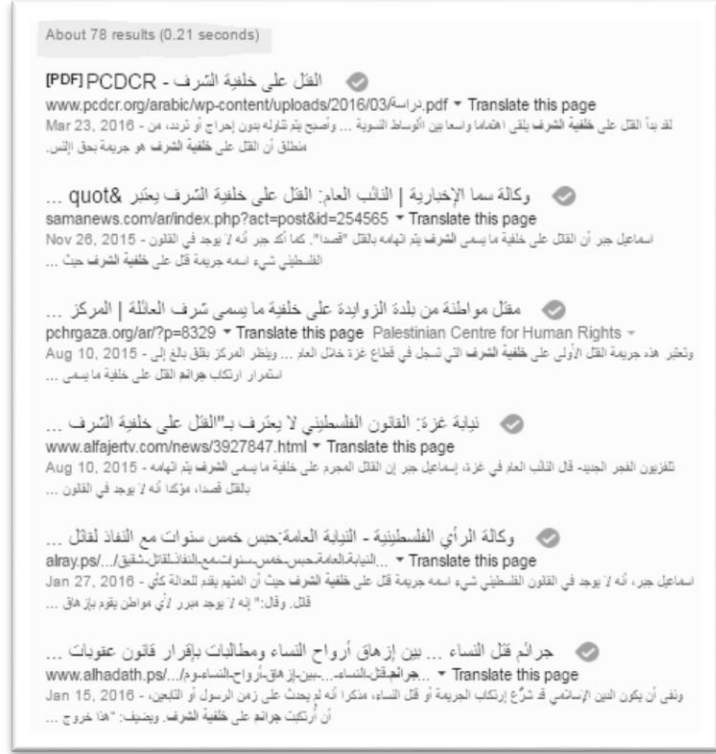 About 78 results (0.21 seconds)
[PDF] القتل على خلفية الشرف - PCDCR
www.pcdcr.org/arabic/wp-content/uploads/2016/03/دراسة.pdf ▼ Translate this page
Mar 23, 2016 - لقد بدأ القتل على خلفية الشرف يلقى اهتماما واسعا بين األوساط النسوية ... وأصبح يتم تناوله بدون إحراج أو تردد، من
منطلق أن القتل على خلفية الشرف هو جريمة بحق اإلنس.
وكالة سما الإخبارية | النائب العام: القتل على خلفية الشرف يعتبر &quot ...
samanews.com/ar/index.php?act=post&id=254565 ▼ Translate this page
Nov 26, 2015 - اسماعيل جبر أن القاتل على خلفية ما يسمى الشرف يتم اتهامه بالقتل "قصدا". كما أكد جبر أنه لا يوجد في القانون
الفلسطيني شيء اسمه جريمة قتل على خلفية الشرف حيث ...
مقتل مواطنة من بلدة الزوايدة على خلفية ما يسمى شرف العائلة | المركز ...
pchrgaza.org/ar/?p=8329 ▼ Translate this page Palestinian Centre for Human Rights ▼
Aug 10, 2015 - وتعتبر هذه جريمة القتل الأولى على خلفية الشرف التي تسجل في قطاع غزة خلال العام ... وينظر المركز بقلق بالغ إلى
استمرار ارتكاب جرائم القتل على خلفية ما يسمى ...
نيابة غزة: القانون الفلسطيني لا يعترف بـ"القتل على خلفية الشرف ...
www.alfajertv.com/news/3927847.html ▼ Translate this page
Aug 10, 2015 - تلفزيون الفجر الجديد- قال النائب العام في غزة، إسماعيل جبر إن القاتل المجرم على خلفية ما يسمى الشرف يتم اتهامه
بالقتل قصدا، مؤكدا أنه لا يوجد في القانون ...
وكالة الرأي الفلسطينية - النيابة العامة:حبس خمس سنوات مع النفاذ لقاتل ...
alray.ps/.../النيابة-العامة-حبس-خمس-سنوات-مع-النفاذ-لقاتل-شقيق... ▼ Translate this page
Jan 27, 2016 - اسماعيل جبر، أنه لا يوجد في القانون الفلسطيني شيء اسمه جريمة قتل على خلفية الشرف حيث أن المتهم يقدم للعدالة كأي
قاتل. وقال:" إنه لا يوجد مبرر لأي مواطن يقوم بإزهاق ...
جرائم قتل النساء ... بين إزهاق أرواح النساء ومطالبات بإقرار قانون عقوبات ...
www.alhadath.ps/.../جرائم-قتل-النساء-...-بين-إزهاق-أرواح-النساء-وم... ▼ Translate this page
Jan 15, 2016 - ونفى أن يكون الدين الإسلامي قد شرّع إرتكاب الجريمة أو قتل النساء، مذكرا أنه لم يحدث على زمن الرسول أو التابعين،
أن أُرتكبت جرائم على خلفية الشرف. ويضيف: "هذا خروج ...